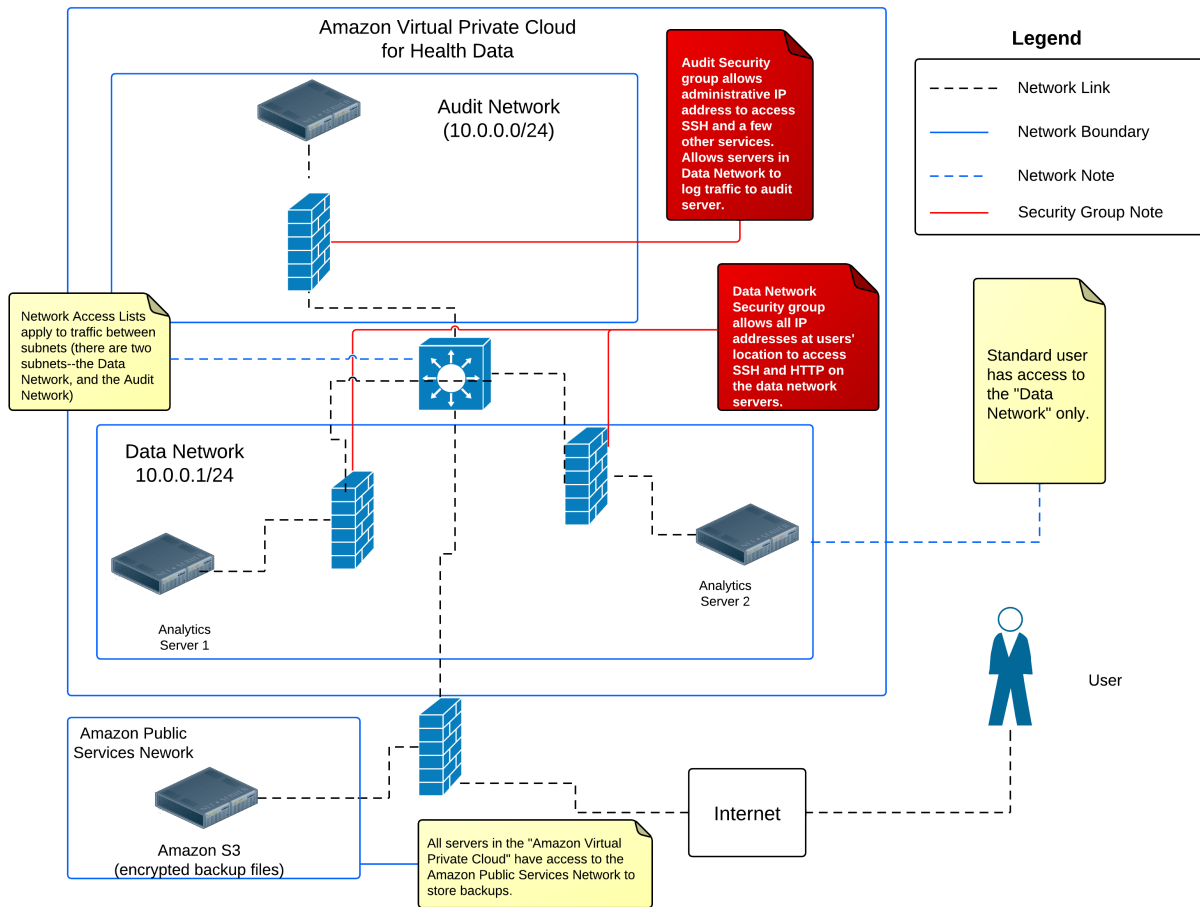 Amazon Virtual Private Cloud
for Health Data
Audit Network
(10.0.0.0/24)
Audit Security
group allows
administrative IP
address to access
SSH and a few
other services.
Allows servers in
Data Network to
log traffic to audit
server.
Legend
Network Link
Network Boundary
Network Note
Security Group Note
Network Access Lists
apply to traffic between
subnets (there are two
subnets--the Data
Network, and the Audit
Network)
Data Network
Security group
allows all IP
addresses at users'
location to access
SSH and HTTP on
the data network
servers.
Standard user
has access to
the "Data
Network" only.
Data Network
10.0.0.1/24
Analytics
Server 1
Analytics
Server 2
User
Amazon Public
Services Nework
Amazon S3
(encrypted backup files)
Internet
All servers in the "Amazon Virtual
Private Cloud" have access to the
Amazon Public Services Network to
store backups.